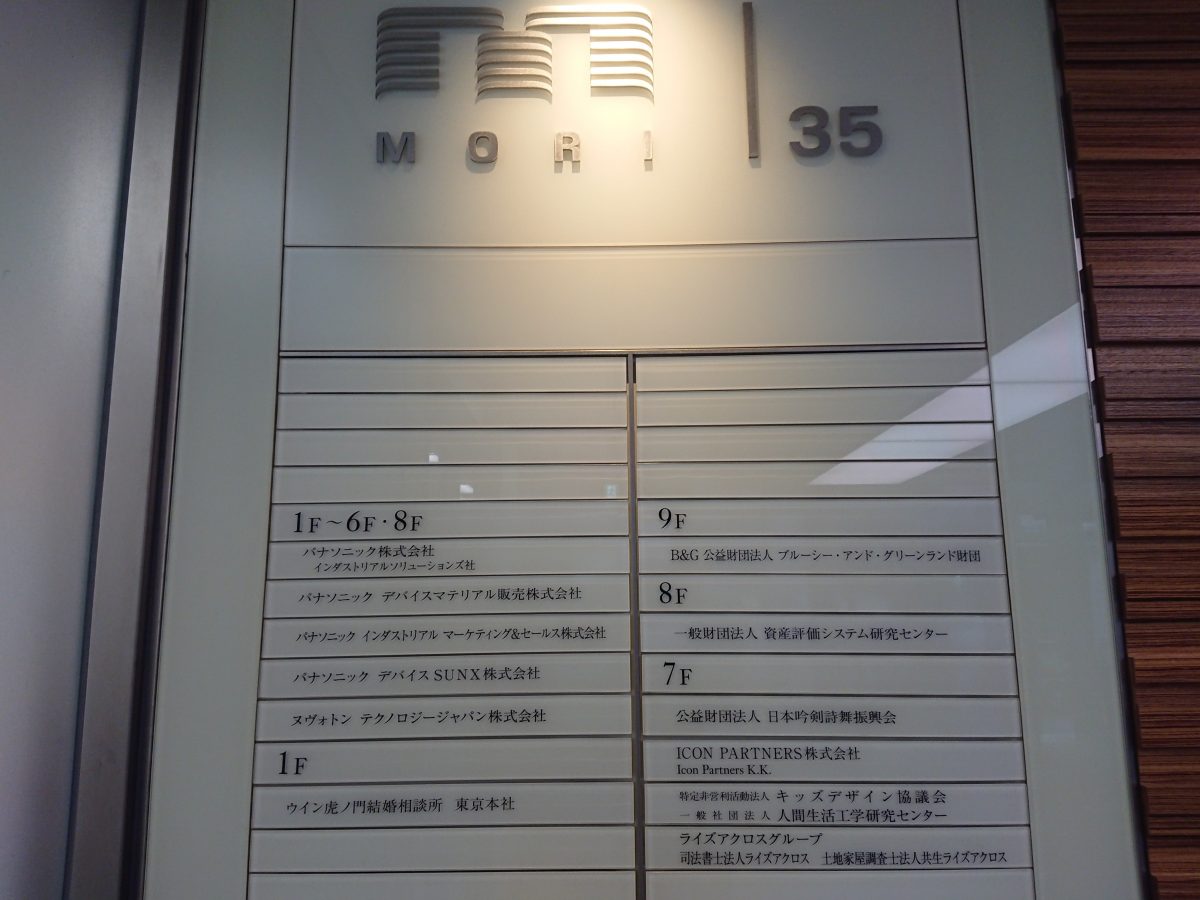 MORI
35
1F～6F・8F
パナソニック株式会社
インダストリアルソリューションズ社
パナソニック デバイスマテリアル販売株式会社
パナソニック インダストリアル マーケティング&セールス株式会社
パナソニック デバイスSUNX株式会社
ヌヴォトン テクノロジージャパン株式会社
1F
ウイン虎ノ門結婚相談所 東京本社
9F
B&G 公益財団法人 ブルーシー・アンド・グリーンランド財団
8F
一般財団法人 資産評価システム研究センター
7F
公益財団法人 日本吟剣詩舞振興会
ICON PARTNERS株式会社
Icon Partners K.K.
特定非営利活動法人 キッズデザイン協議会
一般社団法人 人間生活工学研究センター
ライズアクロスグループ
司法書士法人ライズアクロス 土地家屋調査士法人共生ライズアクロス